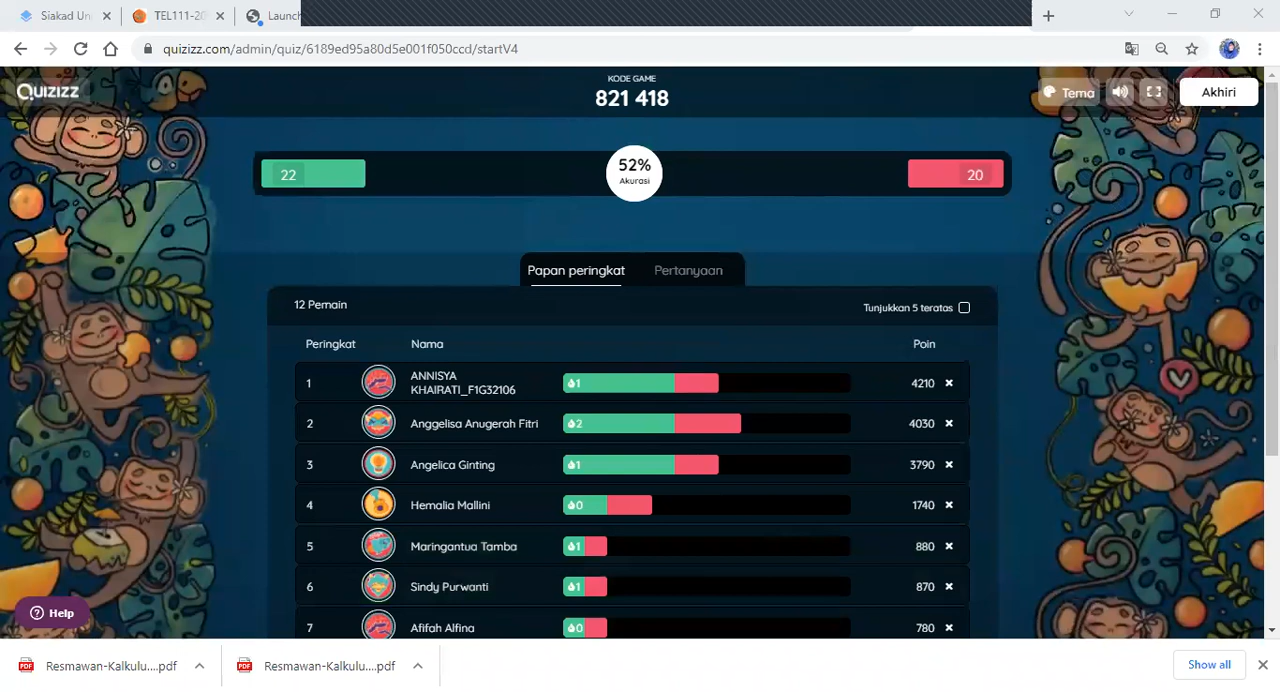 Siakad Un
TEL111-20
Launch
quizizz.com/admin/quiz/6189ed95a80d5e001f050ccd/startV4
Quizizz
KODE GAME
821 418
Tema
Akhiri
22
52%
Akurasi
20
Papan peringkat
Pertanyaan
12 Pemain
Tunjukkan 5 teratas
Peringkat Nama Poin
1 ANNISYA KHAIRATI_F1G32106 1 4210
2 Anggelisa Anugerah Fitri 2 4030
3 Angelica Ginting 1 3790
4 Hemalia Mallini 0 1740
5 Maringantua Tamba 1 880
6 Sindy Purwanti 1 870
7 Afifah Alfina 0 780
Help
PDF Resmawan-Kalkulu....pdf
PDF Resmawan-Kalkulu....pdf
Show all